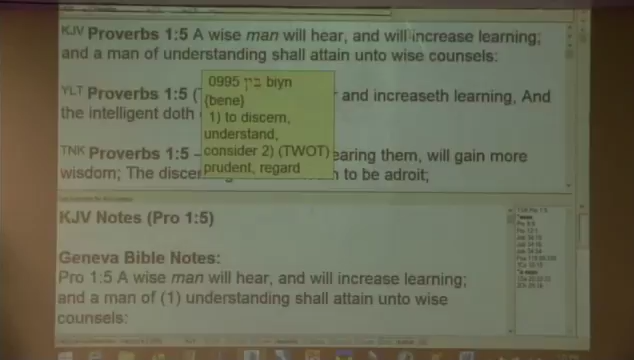 KJV Proverbs 1:5 A wise man will hear, and will increase learning;
and a man of understanding shall attain unto wise counsels:
YLT Proverbs 1:5 and increaseth learning, And
the intelligent doth
TNK Proverbs 1:5 – earing them, will gain more
wisdom; The discer to be adroit;
0995 בין biyn
{bene}
1) to discern,
understand,
consider 2) (TWOT)
prudent, regard
KJV Notes (Pro 1:5)
Geneva Bible Notes:
Pro 1:5 A wise man will hear, and will increase learning;
and a man of (1) understanding shall attain unto wise
counsels: